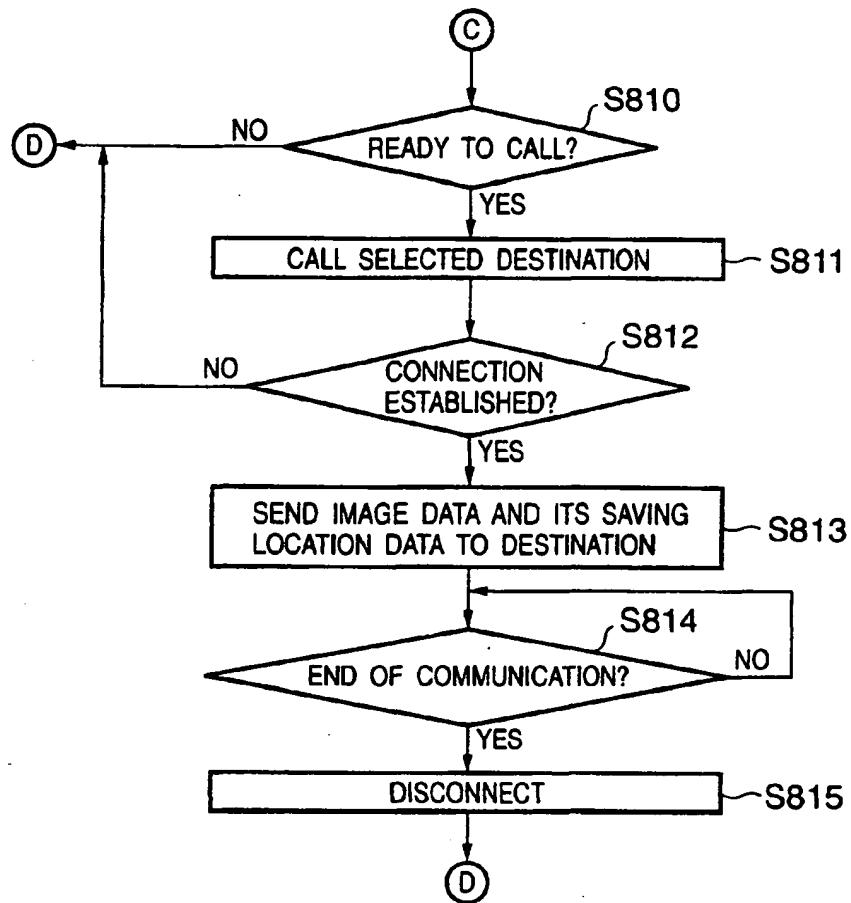 C
S810
D
NO
READY TO CALL?
YES
CALL SELECTED DESTINATION
S811
S812
NO
CONNECTION
ESTABLISHED?
YES
SEND IMAGE DATA AND ITS SAVING
LOCATION DATA TO DESTINATION
S813
S814
END OF COMMUNICATION?
NO
YES
DISCONNECT
S815
D